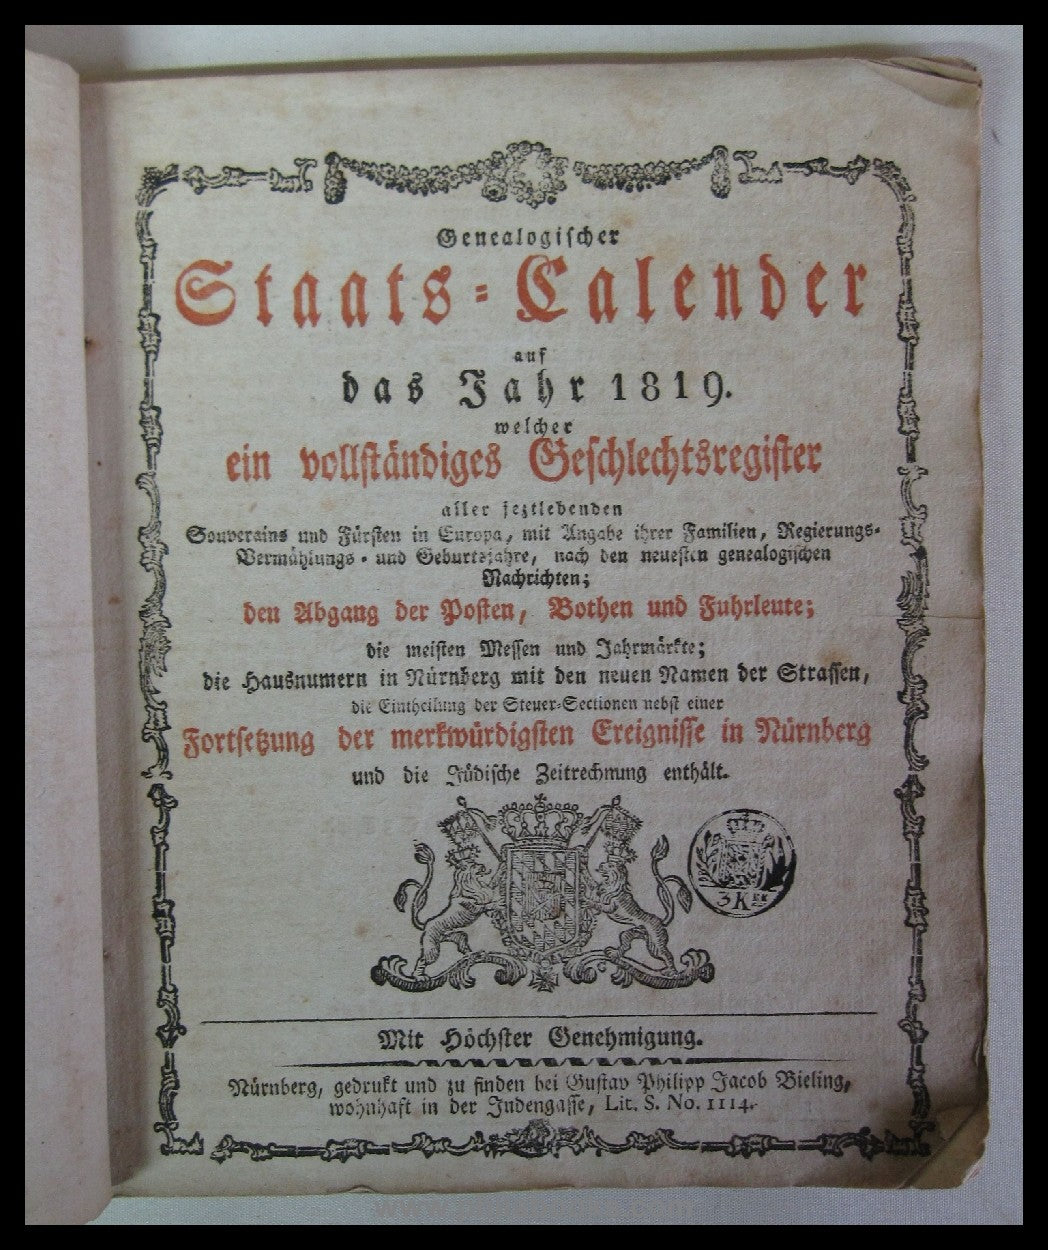 Genealogischer
Staats-Calender
auf
das Jahr 1819.
welcher
ein vollständiges Geschlechtsregister
aller jeztlebenden
Souverains und Fürsten in Europa, mit Angabe ihrer Familien, Regierungs-
Vermählungs- und Geburtsjahre, nach den neuesten genealogischen
Nachrichten;
den Abgang der Posten, Bothen und Fuhrleute;
die meisten Messen und Jahrmärkte;
die Hausnumern in Nürnberg mit den neuen Namen der Strassen,
die Eintheilung der Steuer-Sectionen nebst einer
Fortsetzung der merkwürdigsten Ereignisse in Nürnberg
und die Jüdische Zeitrechnung enthält.
3 Kr
Mit Höchster Genehmigung.
Nürnberg, gedrukt und zu finden bei Gustav Philipp Jacob Bieling,
wohnhaft in der Judengasse, Lit. S. No. 1114.